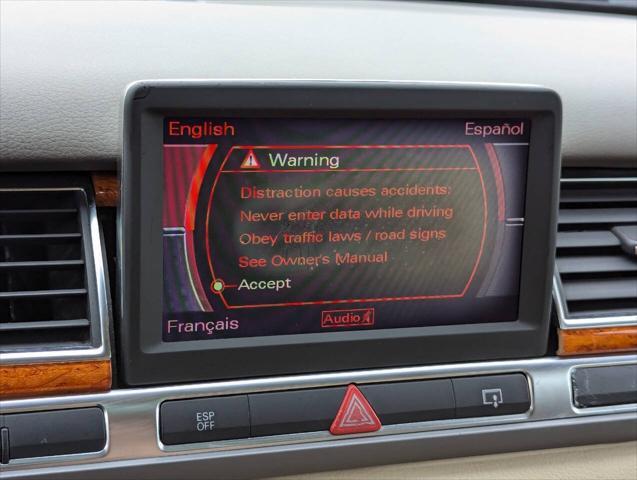 English
Español
Warning
Distraction causes accidents:
Never enter data while driving
Obey traffic laws / road signs
See Owner's Manual
Accept
Français
Audio
ESP
OFF